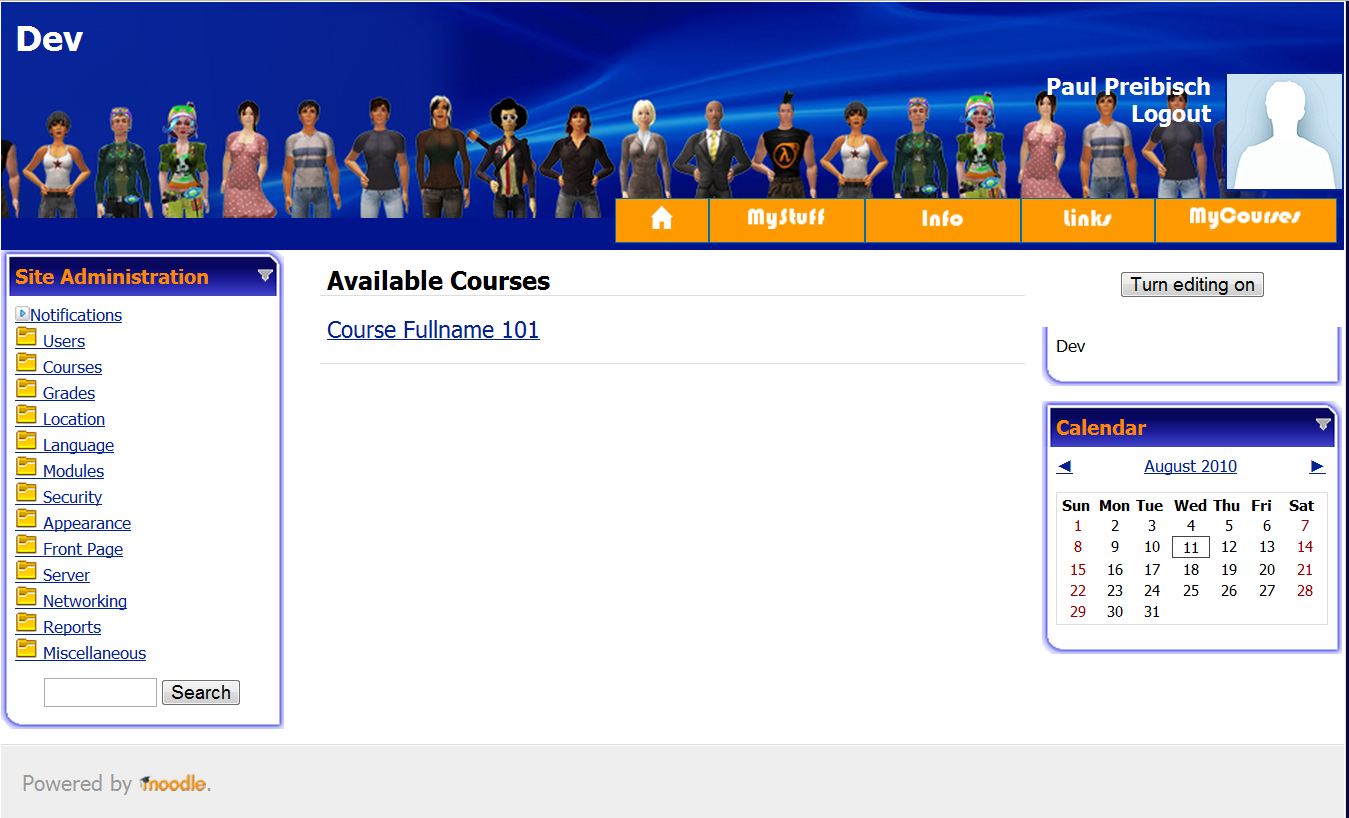 Dev
Paul Preibisch
Logout
MyStuff
Info
Links
MyCourses
Site Administration
Notifications
Users
Courses
Grades
Location
Language
Modules
Security
Appearance
Front Page
Server
Networking
Reports
Miscellaneous
Search
Available Courses
Course Fullname 101
Turn editing on
Dev
Calendar
◄ August 2010 ►
Sun Mon Tue Wed Thu Fri Sat
1 2 3 4 5 6 7
8 9 10 11 12 13 14
15 16 17 18 19 20 21
22 23 24 25 26 27 28
29 30 31
Powered by moodle.